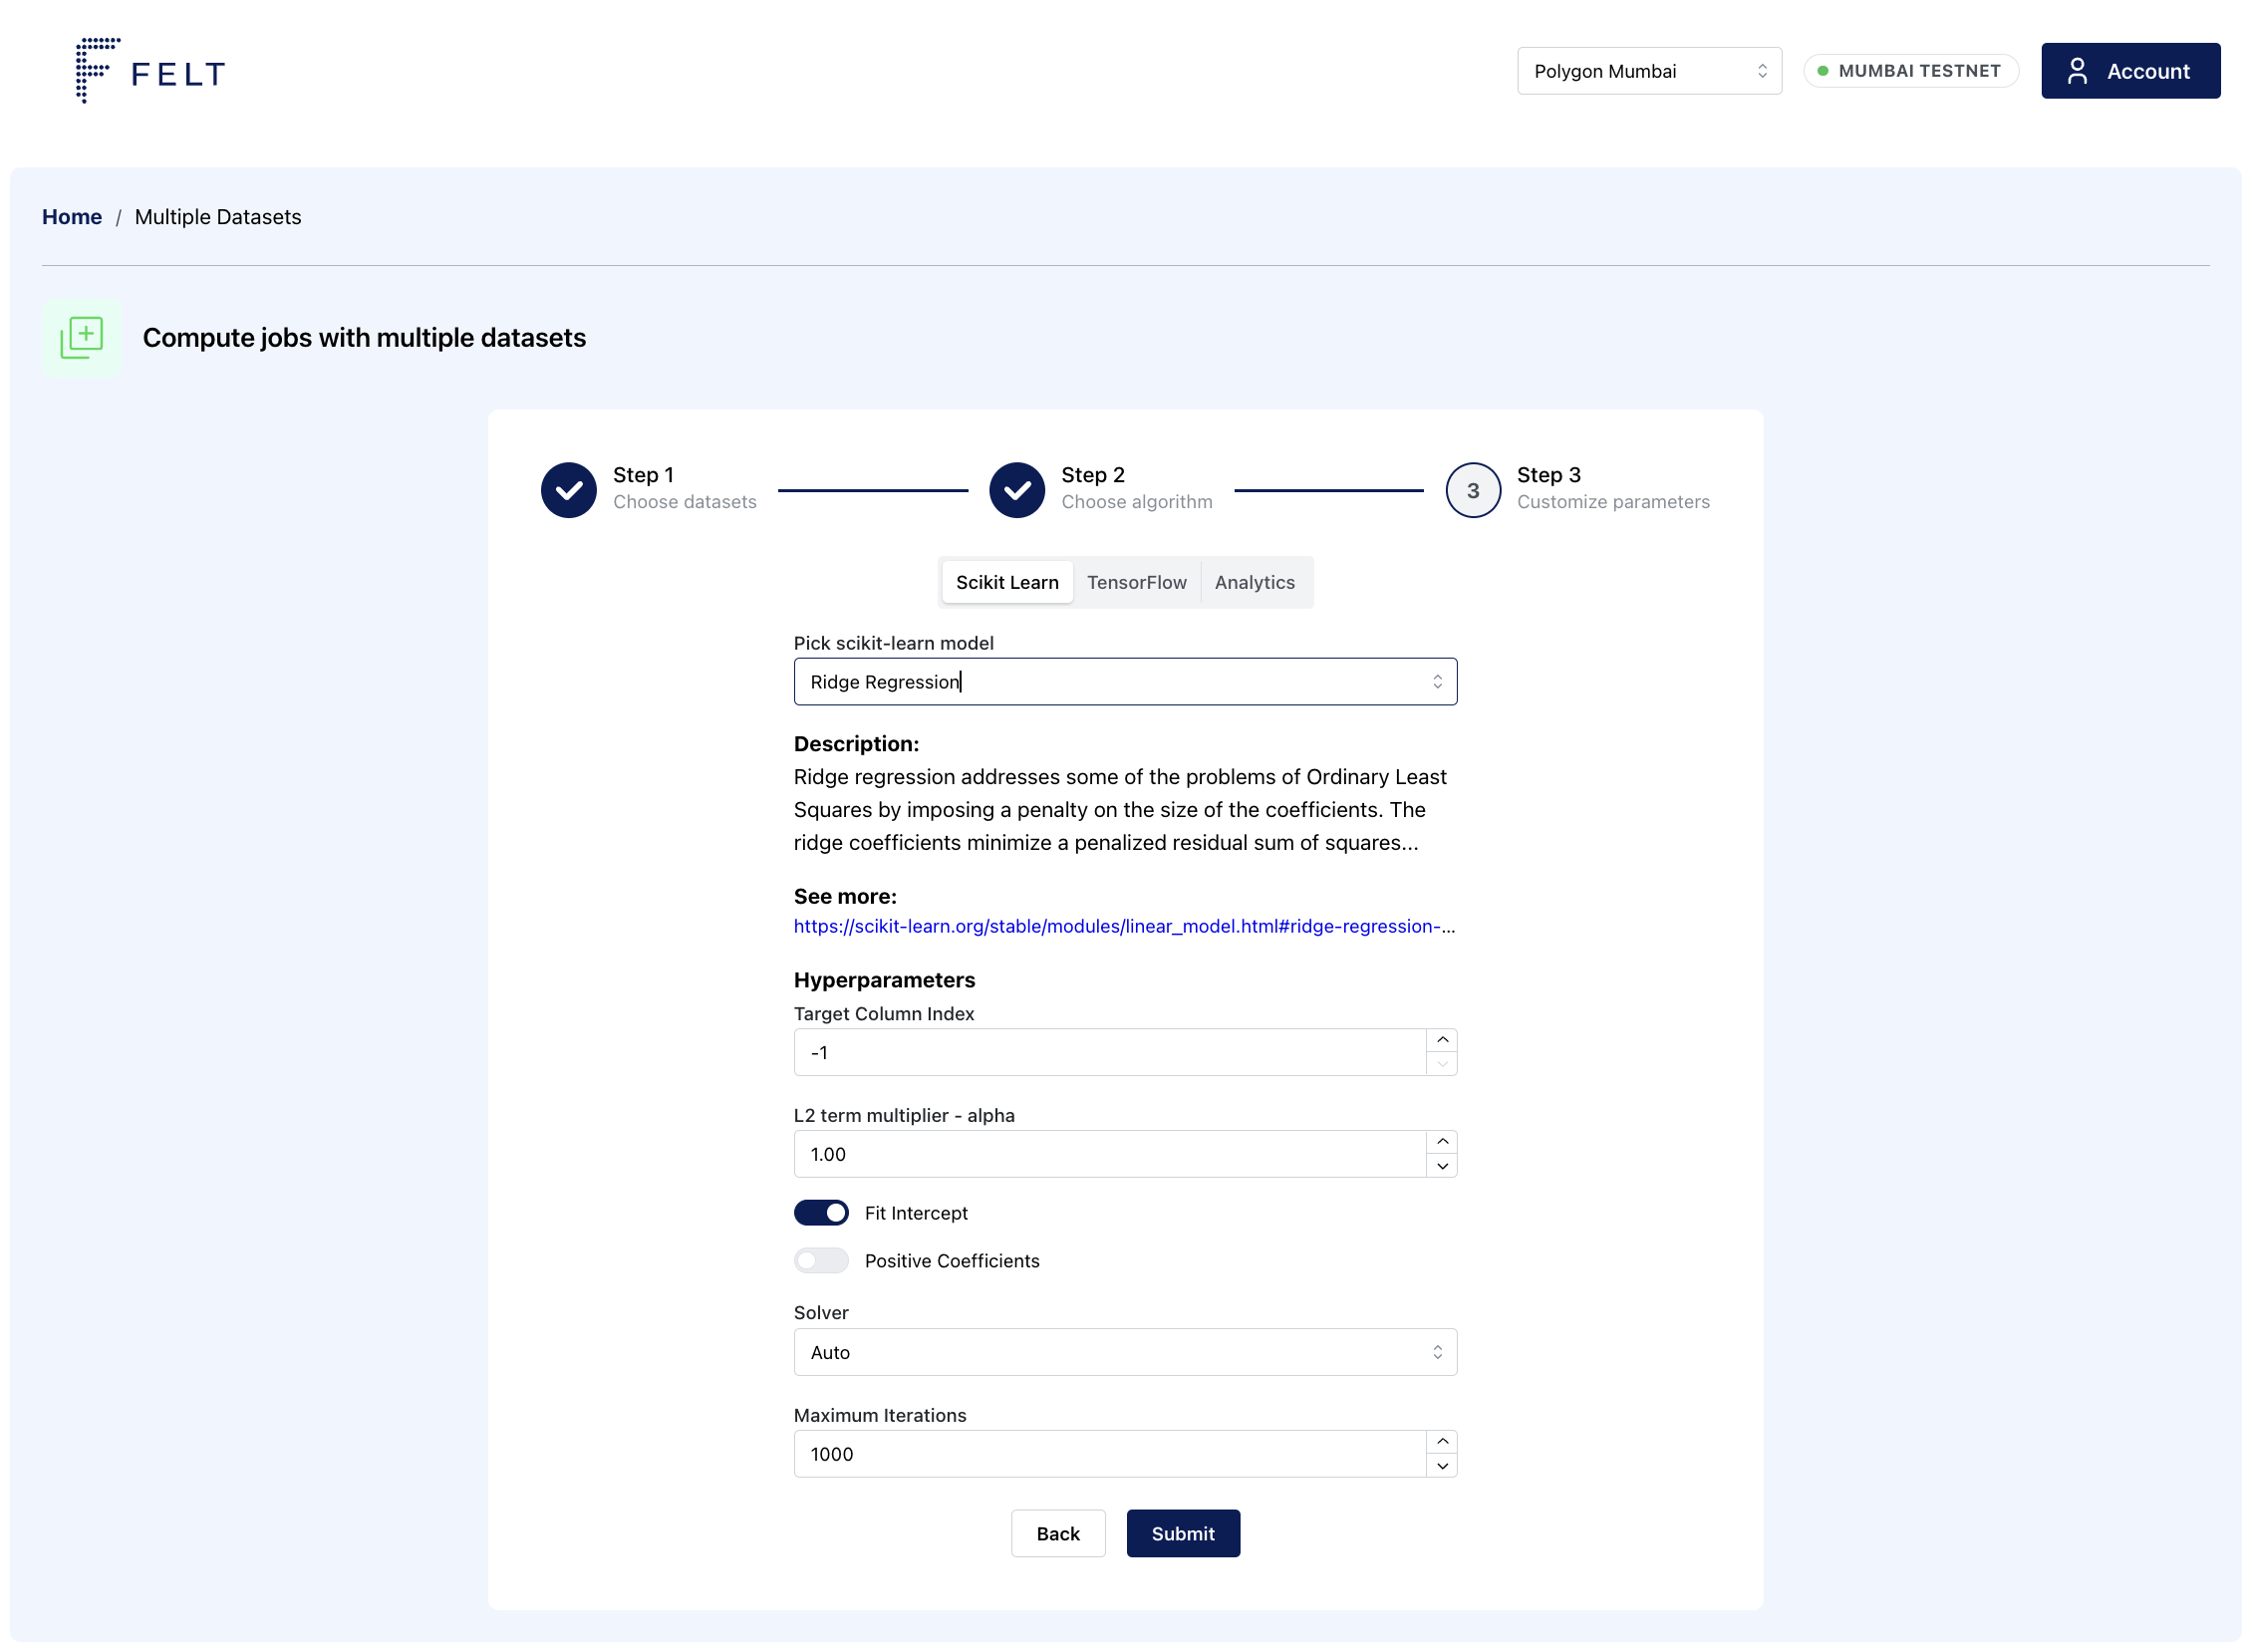 FELT
Polygon Mumbai
MUMBAI TESTNET
Account
Home / Multiple Datasets
Compute jobs with multiple datasets
Step 1
Choose datasets
Step 2
Choose algorithm
3
Step 3
Customize parameters
Scikit Learn
TensorFlow
Analytics
Pick scikit-learn model
Ridge Regression
Description:
Ridge regression addresses some of the problems of Ordinary Least
Squares by imposing a penalty on the size of the coefficients. The
ridge coefficients minimize a penalized residual sum of squares...
See more:
https://scikit-learn.org/stable/modules/linear_model.html#ridge-regression-...
Hyperparameters
Target Column Index
-1
L2 term multiplier - alpha
1.00
Fit Intercept
Positive Coefficients
Solver
Auto
Maximum Iterations
1000
Back
Submit